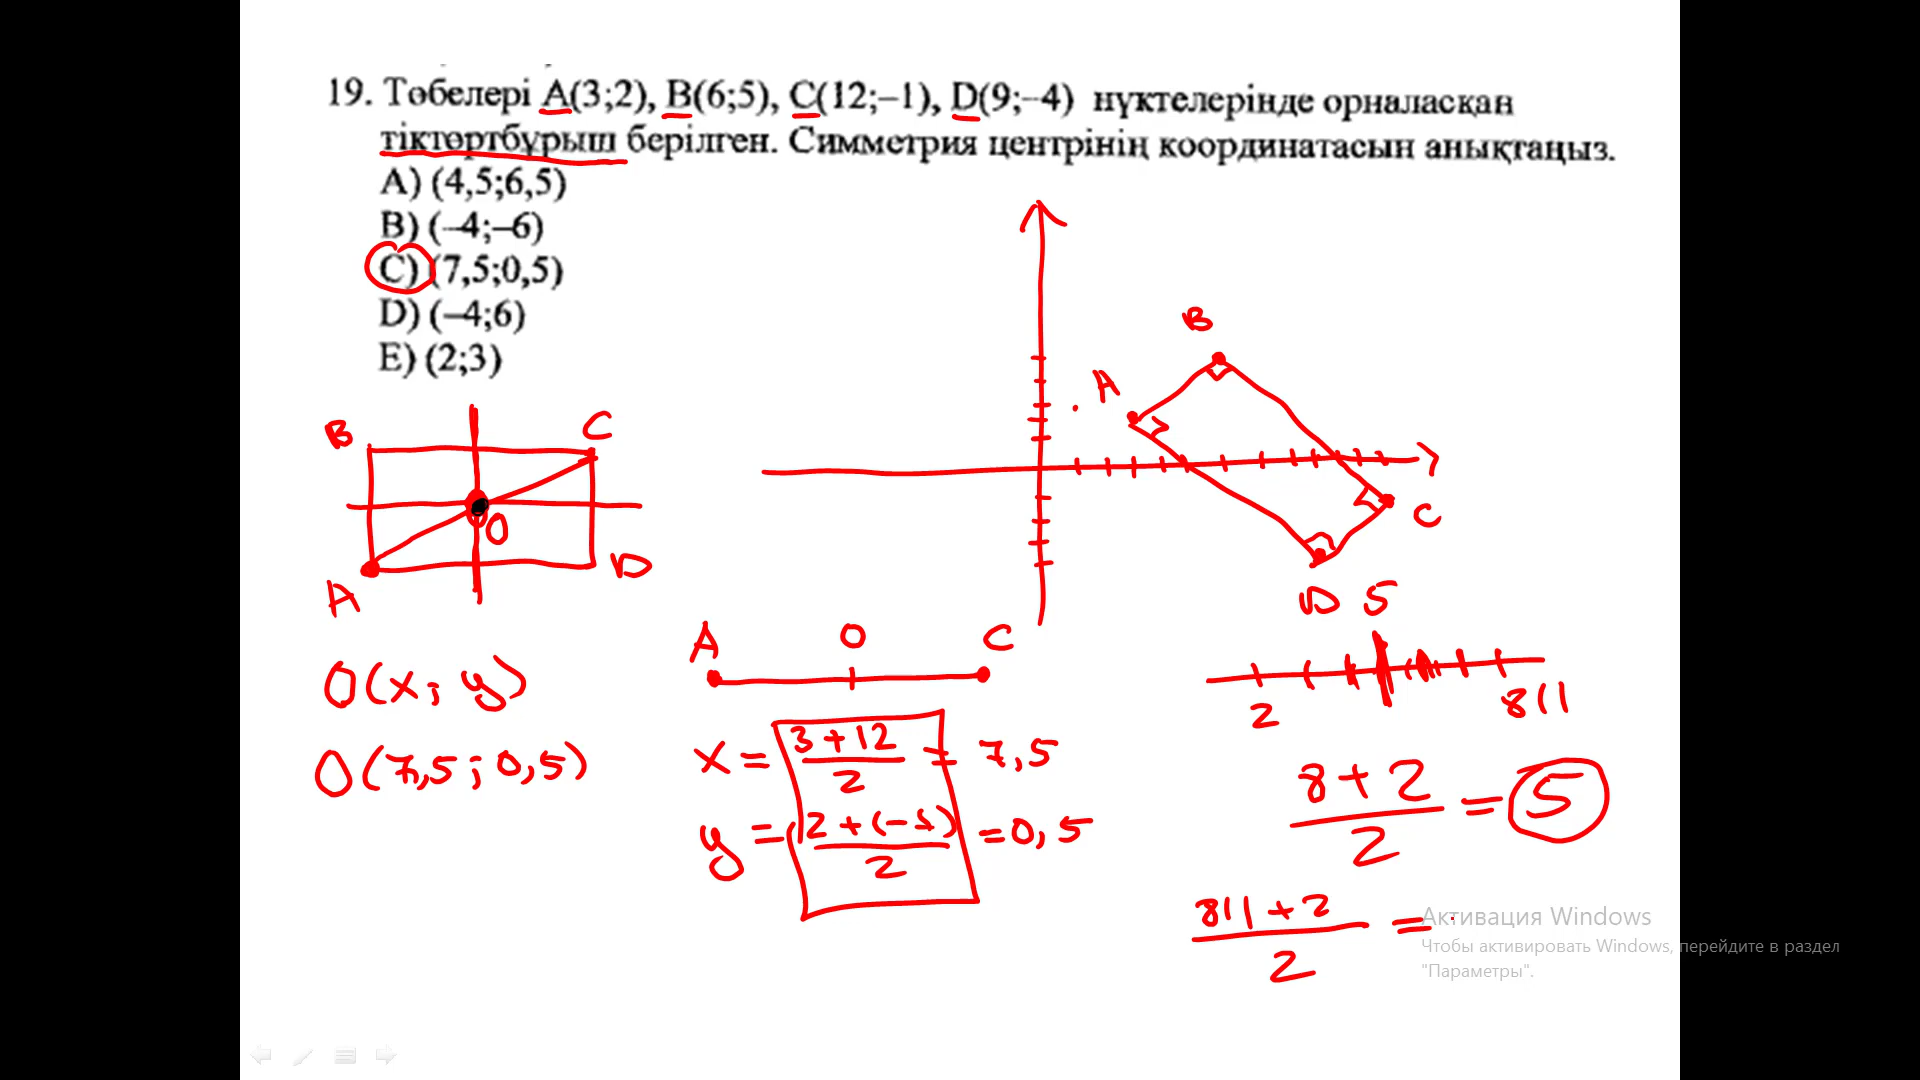 19. Төбелері A(3;2), B(6;5), C(12;–1), D(9;–4) нүктелерінде орналасқан
тіктөртбұрыш берілген. Симметрия центрінің координатасын анықтаңыз.
A) (4,5;6,5)
B) (–4;–6)
C) (7,5;0,5)
D) (–4;6)
E) (2;3)
B
A
B
C
O
A
D
C
D
5
A O C
2
811
O(x; y)
O(7,5; 0,5)
x = 3+12 / 2 = 7,5
y = 2+(-1) / 2 = 0,5
8+2 / 2 = 5
811+2 / 2 =
Активация Windows
Чтобы активировать Windows, перейдите в раздел
"Параметры".